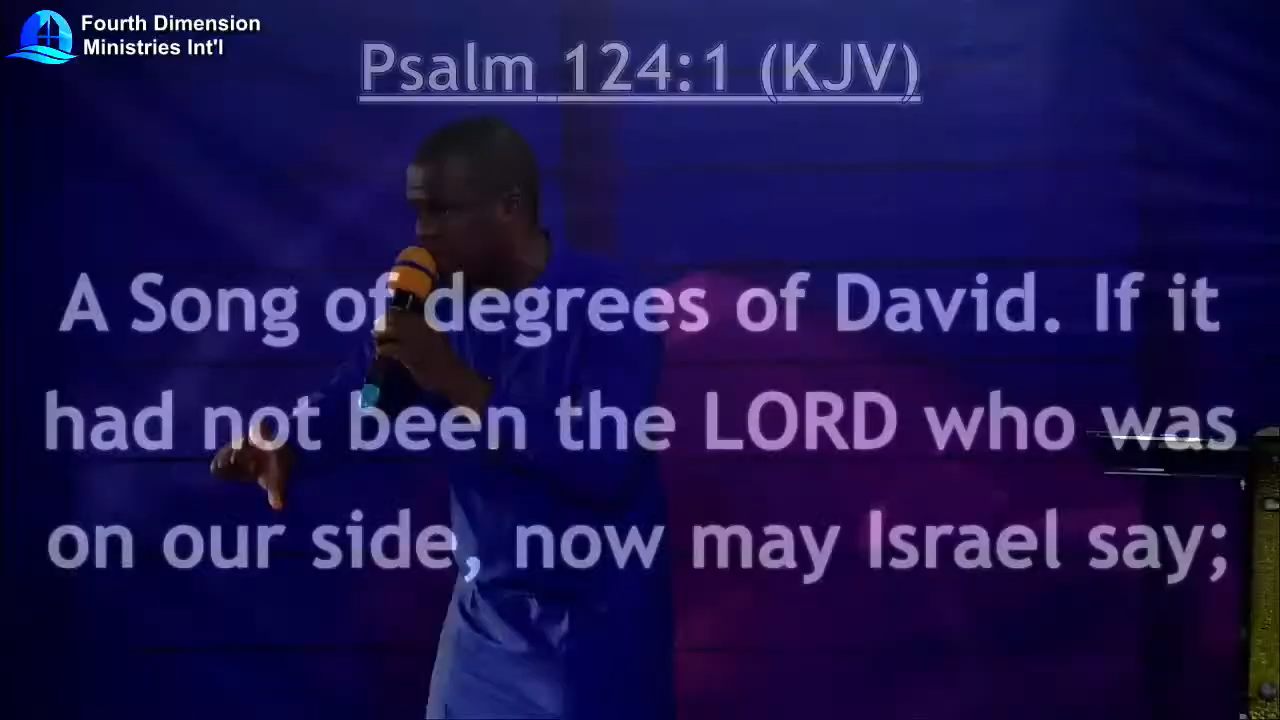 Fourth Dimension
Ministries Int'l
Psalm 124:1 (KJV)
A Song of degrees of David. If it
had not been the LORD who was
on our side, now may Israel say;